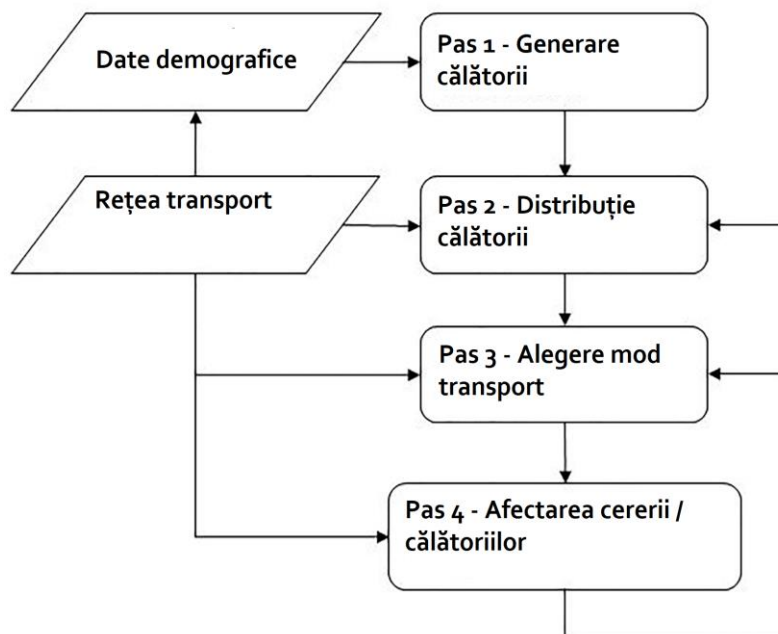 Date demografice
Pas 1 - Generare
călătorii
Rețea transport
Pas 2 - Distribuție
călătorii
Pas 3 - Alegere mod
transport
Pas 4 - Afectarea cererii /
călătoriilor